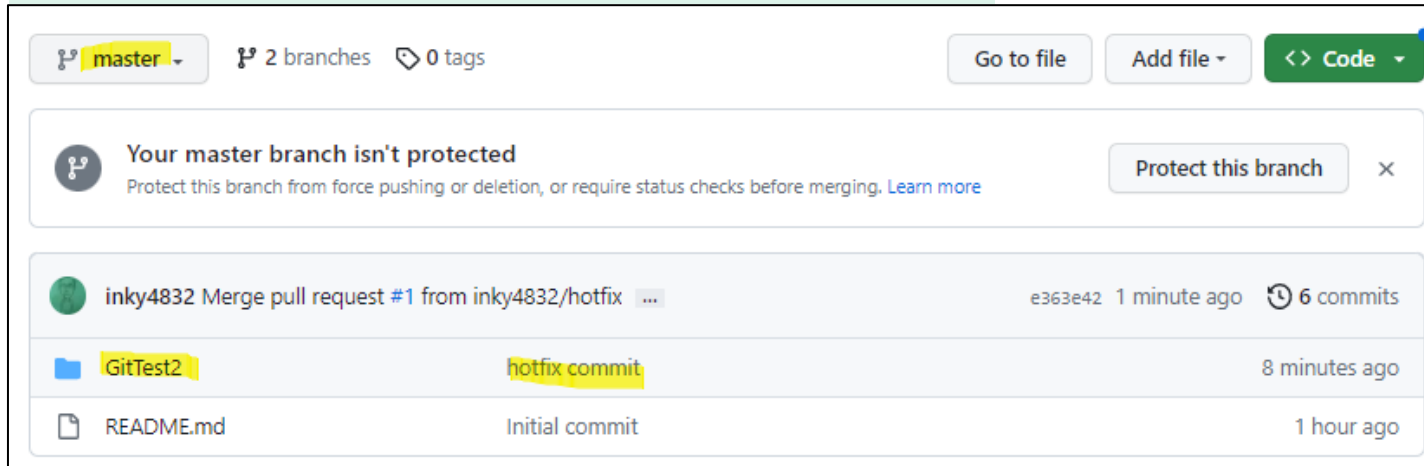 master 2 branches 0 tags Go to file Add file <> Code
Your master branch isn't protected
Protect this branch from force pushing or deletion, or require status checks before merging. Learn more
Protect this branch ×
inky4832 Merge pull request #1 from inky4832/hotfix ... e363e42 1 minute ago 6 commits
GitTest2 hotfix commit 8 minutes ago
README.md Initial commit 1 hour ago